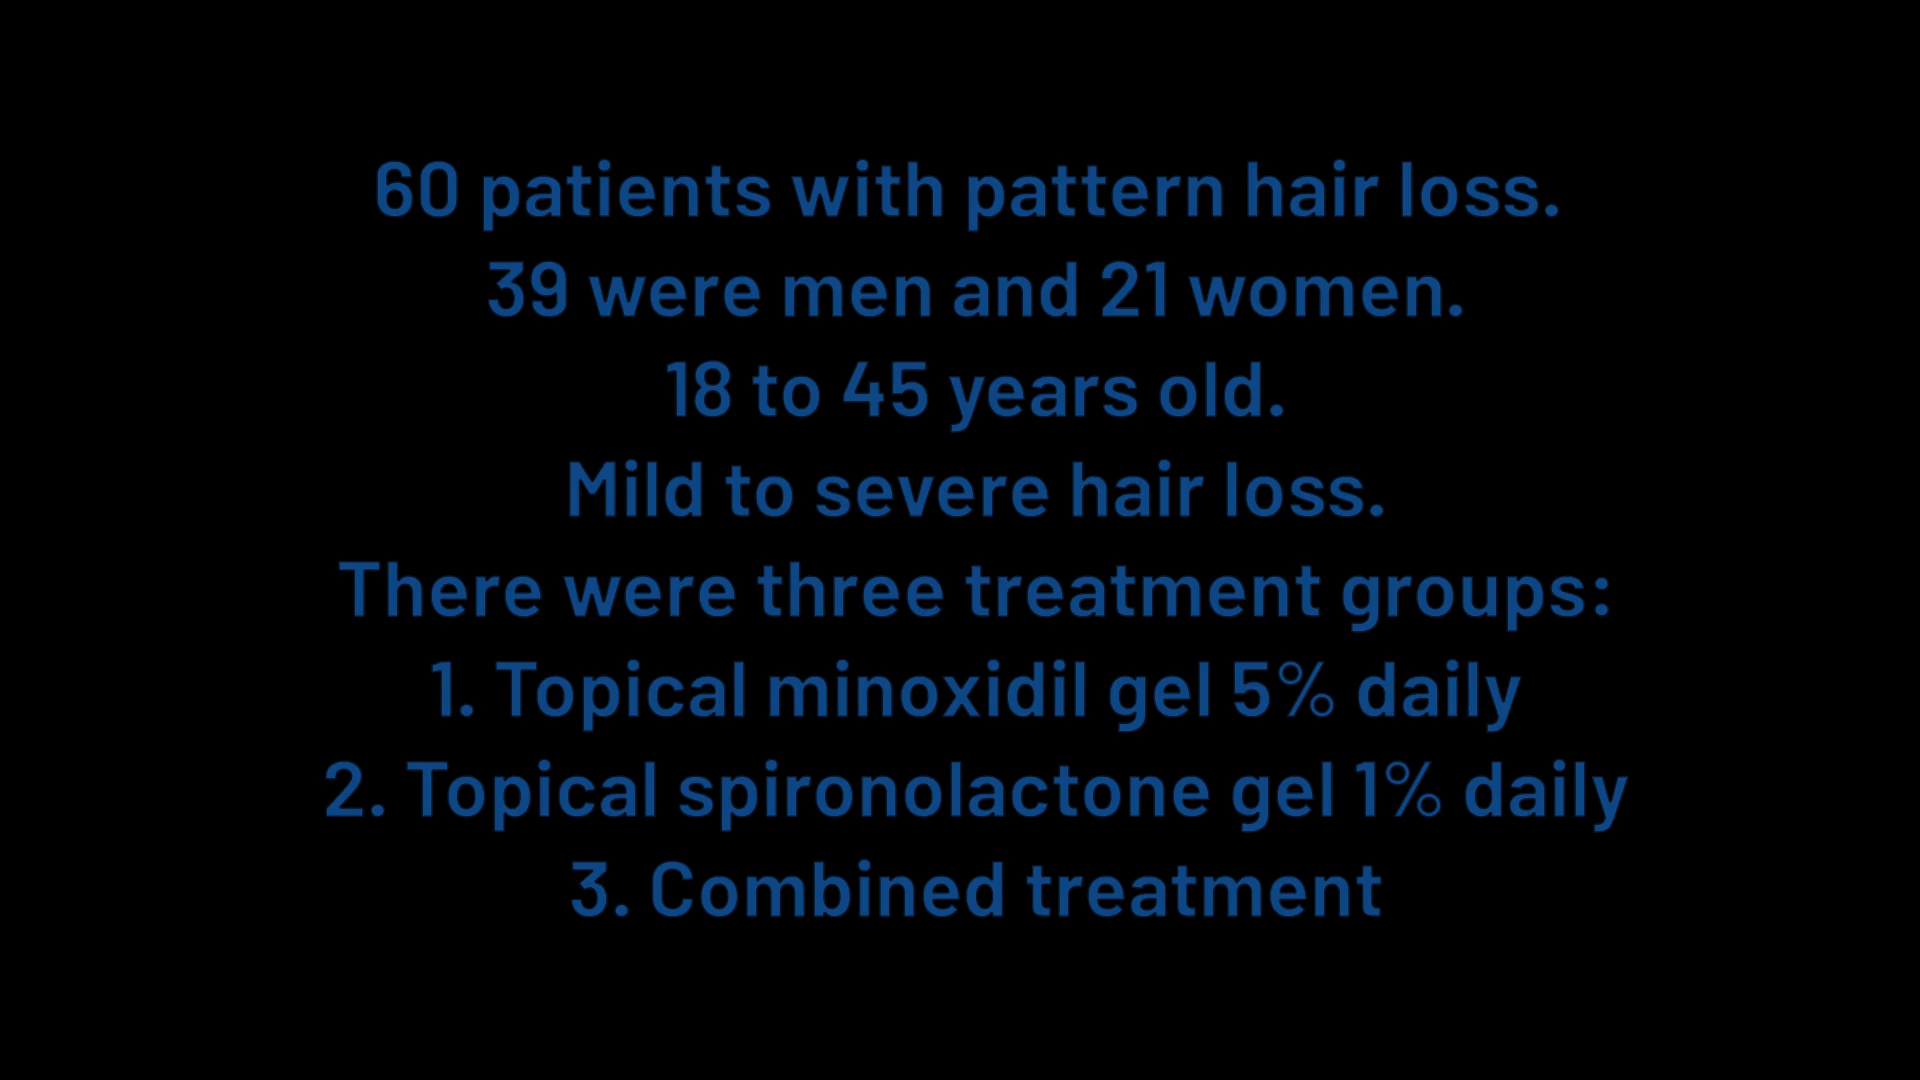 60 patients with pattern hair loss.
39 were men and 21 women.
18 to 45 years old.
Mild to severe hair loss.
There were three treatment groups:
1. Topical minoxidil gel 5% daily
2. Topical spironolactone gel 1% daily
3. Combined treatment